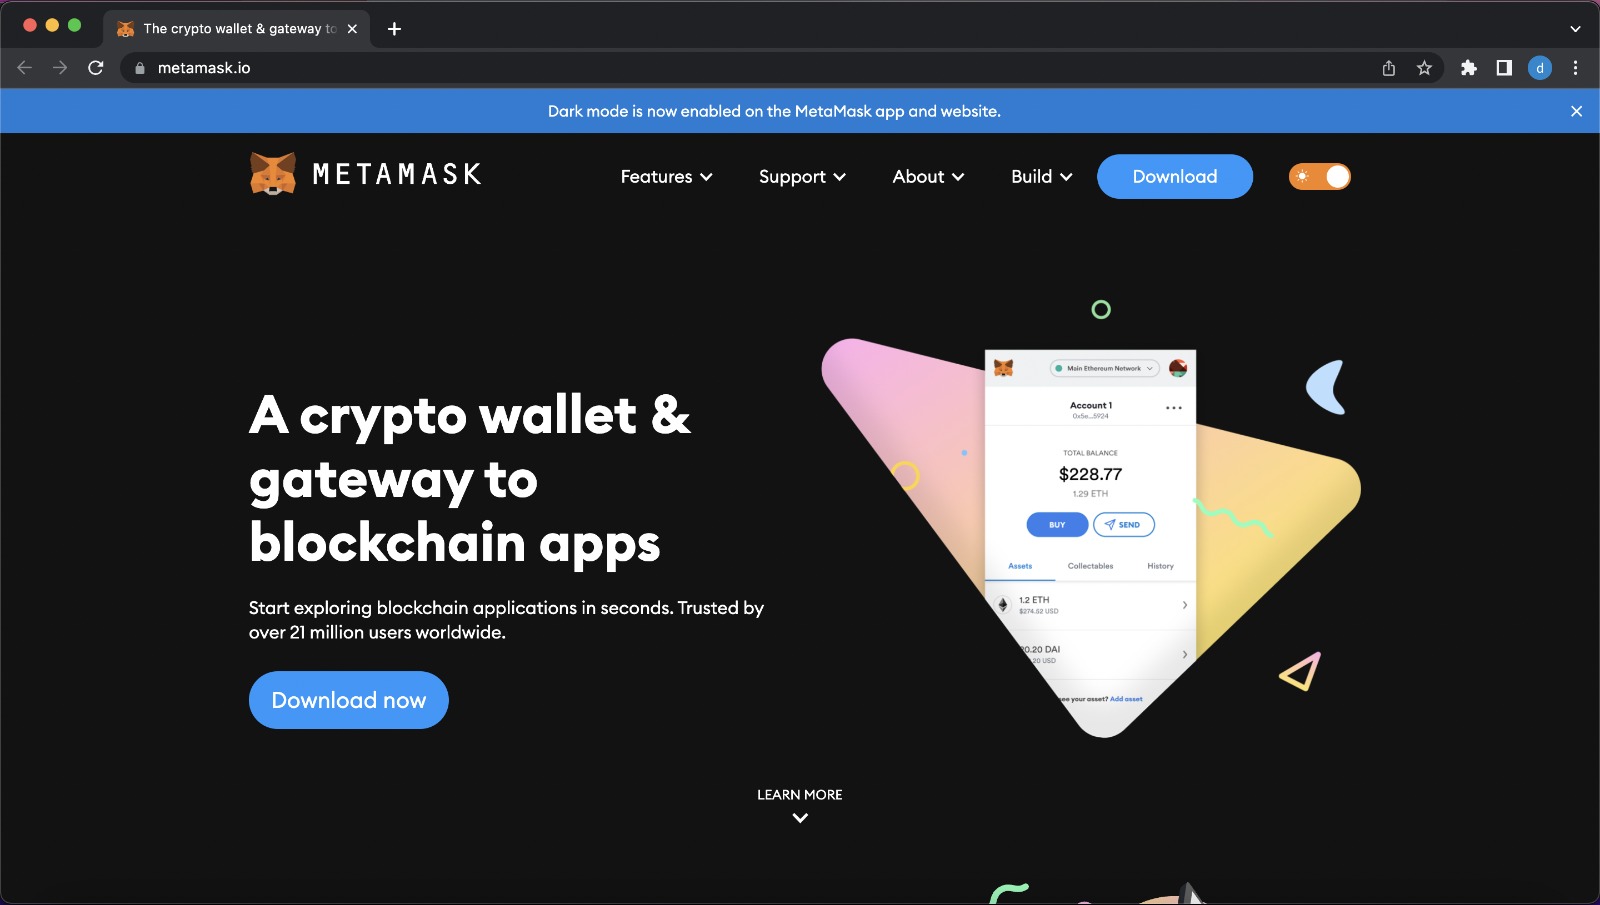 The crypto wallet & gateway to
metamask.io
d
Dark mode is now enabled on the MetaMask app and website.
METAMASK
Features
Support
About
Build
Download
A crypto wallet &
gateway to
blockchain apps
Start exploring blockchain applications in seconds. Trusted by
over 21 million users worldwide.
Download now
Main Ethereum Network
Account 1
0x5e...5924
TOTAL BALANCE
$228.77
1.29 ETH
BUY
SEND
Assets
Collectables
History
1.2 ETH
$274.52 USD
0.20 DAI
.20 USD
your asset? Add asset
LEARN MORE